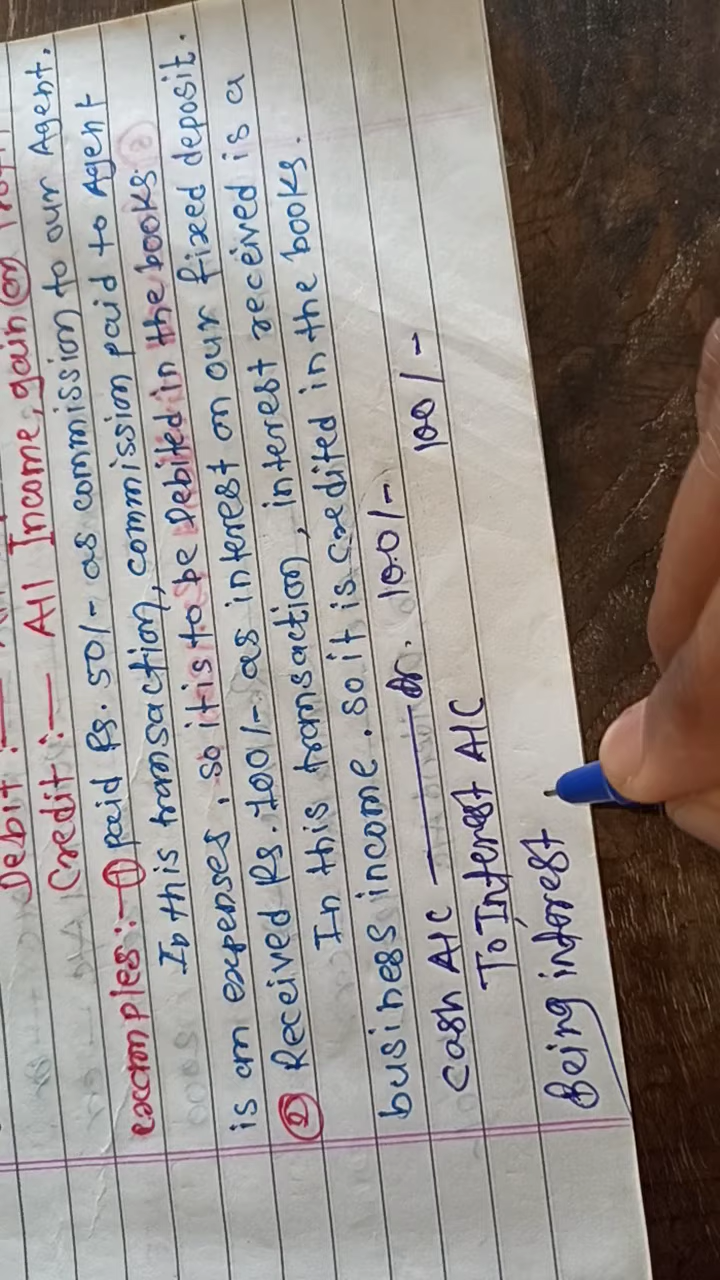 Debit :—
Credit :— All Income, gain or
examples:- ① paid Rs. 50/- as commission to our Agent.
In this transaction, commission paid to Agent
is an expenses, so it is to be Debited in the books.
② Received Rs. 100/- as interest on our fixed deposit.
In this transaction, interest received is a
business income. so it is credited in the books.
Cash A/C —— dr. 100/-
To Interest A/C 100/-
Being interest